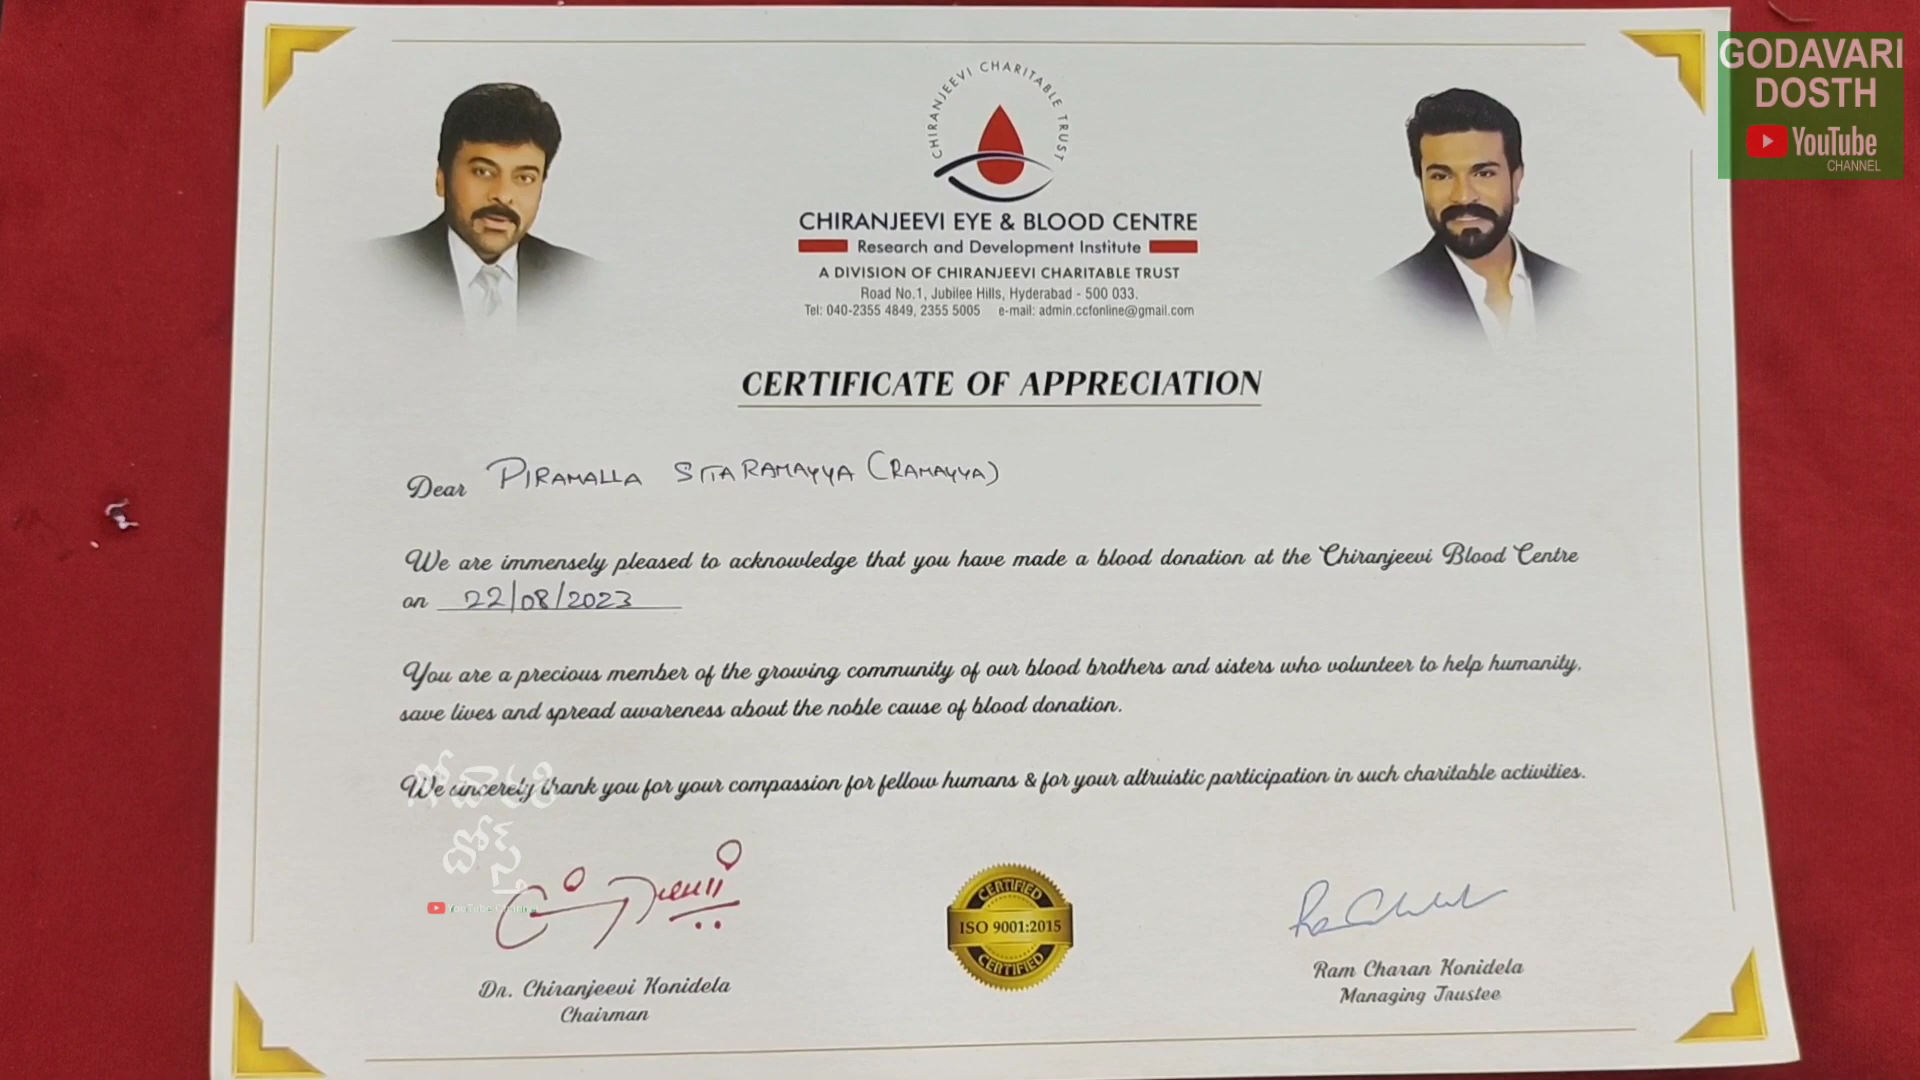 GODAVARI
DOSTH
YouTube
CHANNEL
CHIRANJEEVI CHARITABLE TRUST
CHIRANJEEVI EYE & BLOOD CENTRE
Research and Development Institute
A DIVISION OF CHIRANJEEVI CHARITABLE TRUST
Road No.1, Jubilee Hills, Hyderabad - 500 033.
Tel: 040-2355 4849, 2355 5005 e-mail: admin.ccfonline@gmail.com
CERTIFICATE OF APPRECIATION
Dear PIRAMALLA SITARAMAYYA (RAMAYYA)
We are immensely pleased to acknowledge that you have made a blood donation at the Chiranjeevi Blood Centre
on 22/08/2023
You are a precious member of the growing community of our blood brothers and sisters who volunteer to help humanity,
save lives and spread awareness about the noble cause of blood donation.
We sincerely thank you for your compassion for fellow humans & for your altruistic participation in such charitable activities.
గోదావరి
దోస్త్
YouTube Channel
CERTIFIED
ISO 9001:2015
CERTIFIED
Dr. Chiranjeevi Konidela
Chairman
Ram Charan Konidela
Managing Trustee